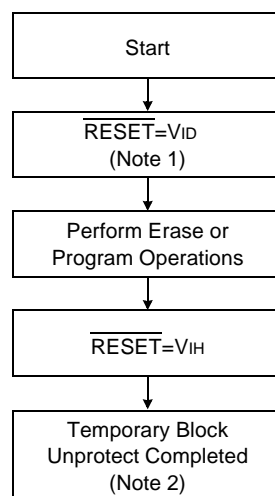 Start
RESET=VID
(Note 1)
Perform Erase or
Program Operations
RESET=VIH
Temporary Block
Unprotect Completed
(Note 2)